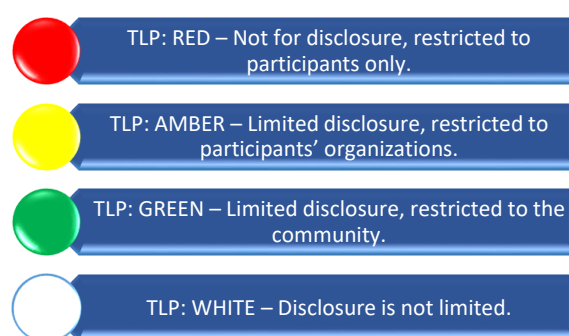 TLP: RED – Not for disclosure, restricted to
participants only.
TLP: AMBER – Limited disclosure, restricted to
participants’ organizations.
TLP: GREEN – Limited disclosure, restricted to the
community.
TLP: WHITE – Disclosure is not limited.